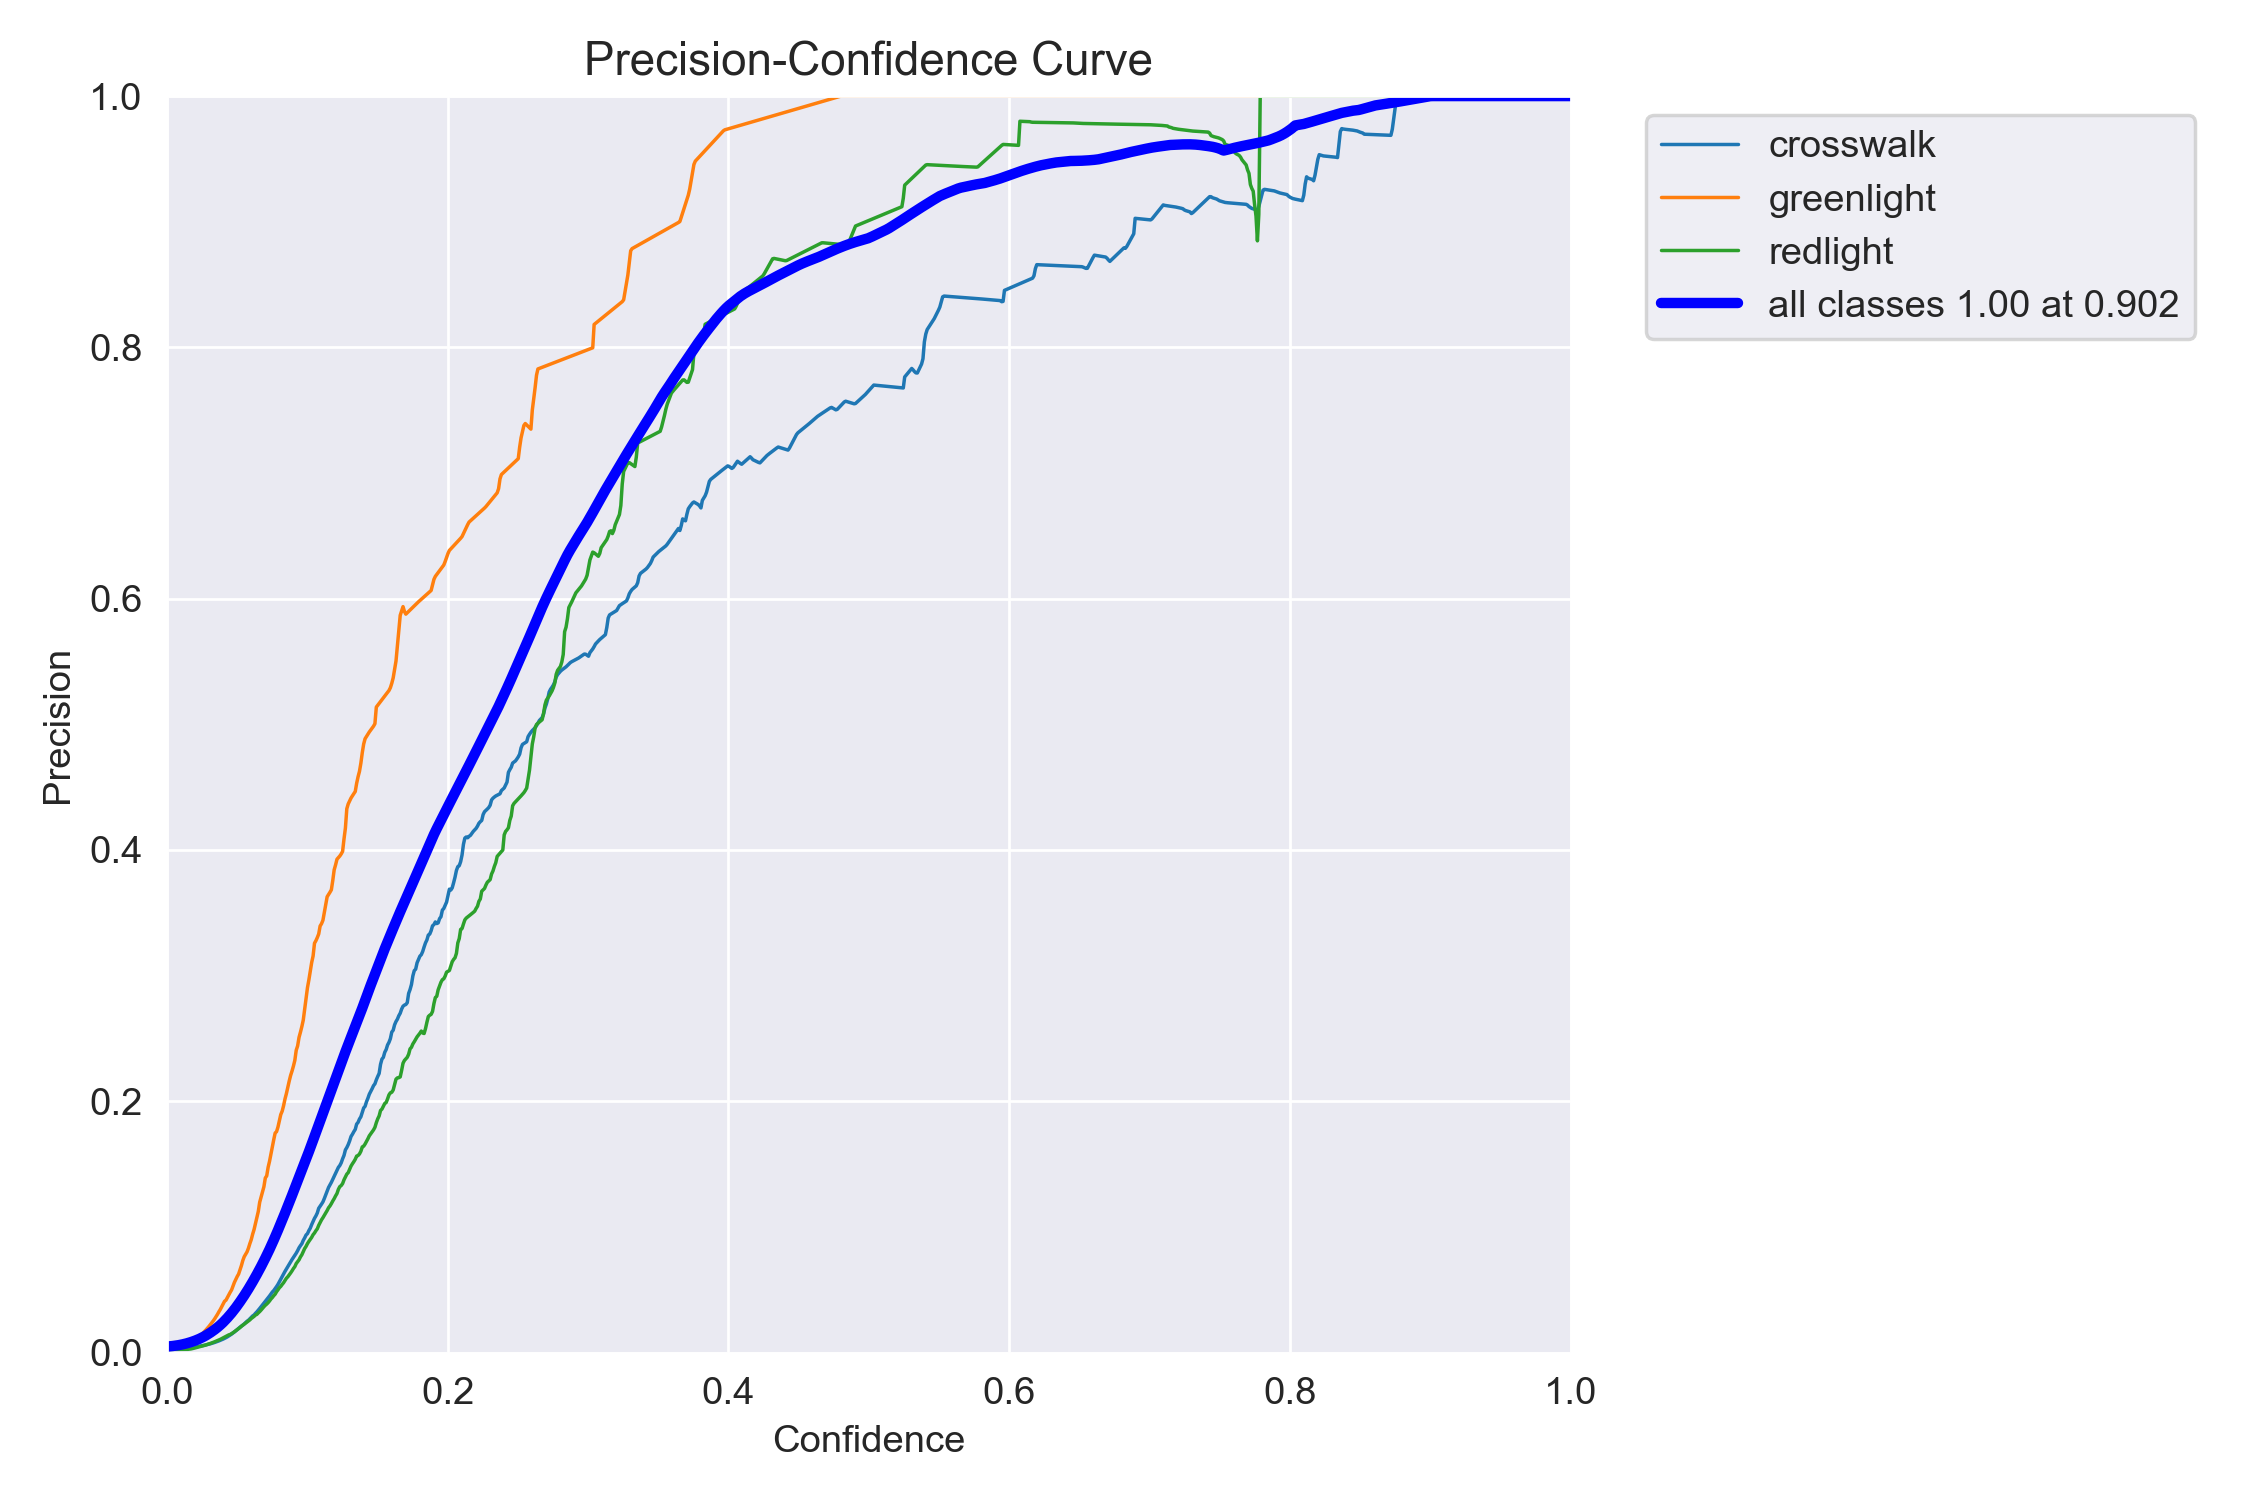 Precision-Confidence Curve
1.0
0.8
0.6
0.4
0.2
0.0
Precision
0.0 0.2 0.4 0.6 0.8 1.0
Confidence
crosswalk
greenlight
redlight
all classes 1.00 at 0.902